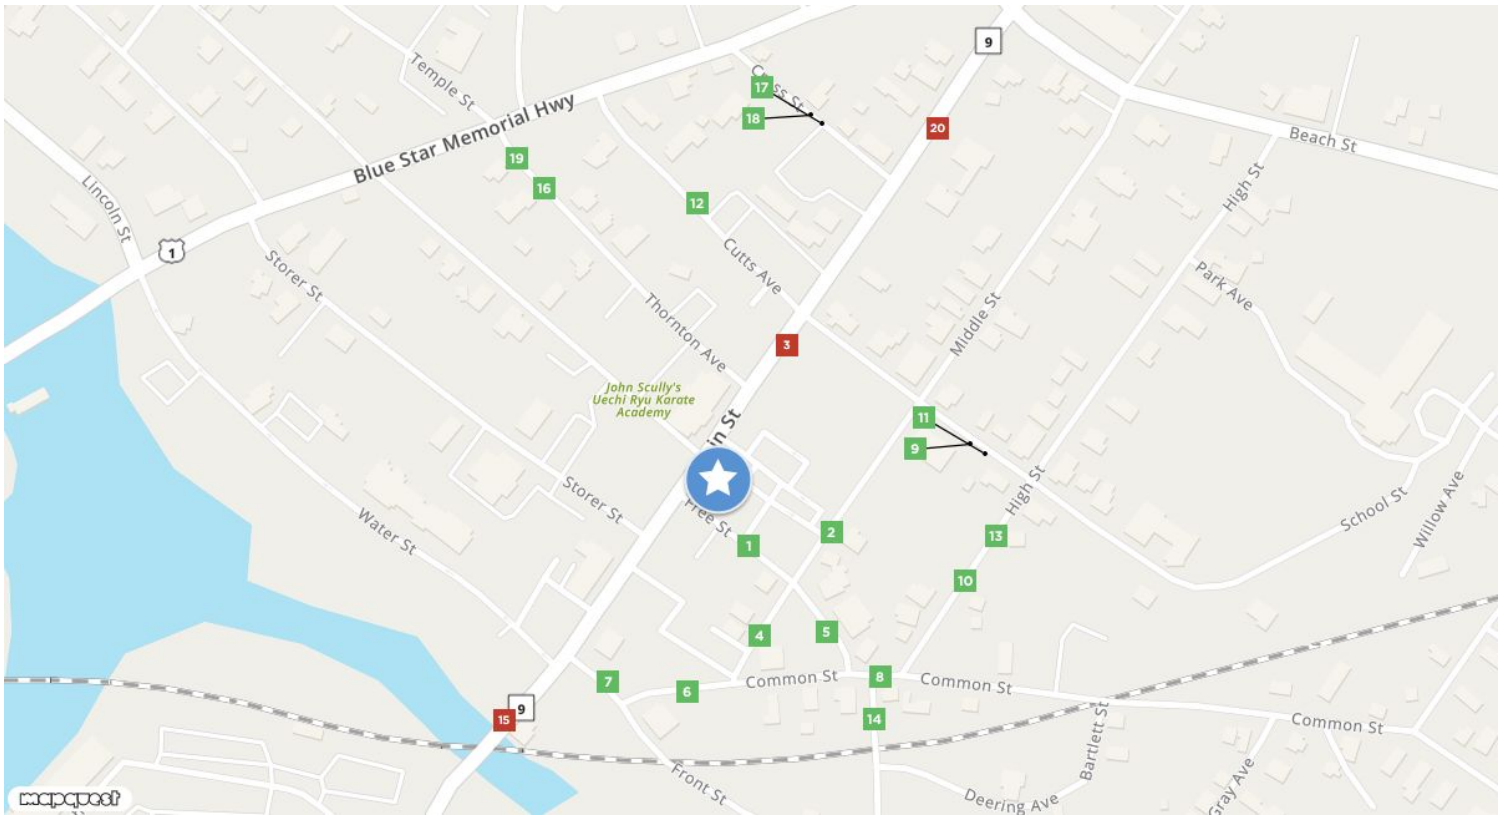 9
Temple St
Cross St
17
18
20
Blue Star Memorial Hwy
Beach St
19
16
High St
Lincoln St
12
1
Storer St
Cutts Ave
Park Ave
Thornton Ave
Middle St
3
John Scully's
Uechi Ryu Karate
Academy
in St
11
9
Storer St
Free St
High St
School St
Willow Ave
Water St
1
2
13
10
4
5
7
6
Common St
8
Common St
15
9
14
Bartlett St
Common St
Front St
Deering Ave
Gray Ave
mapquest